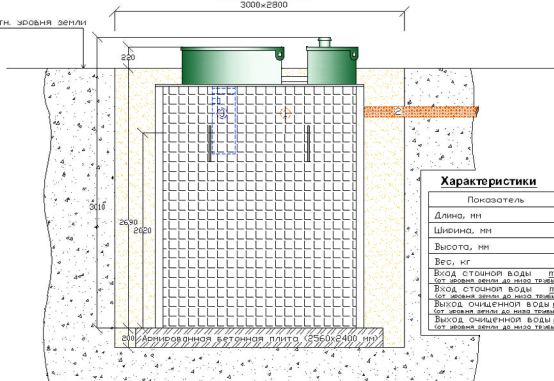 3000x2800
тн. уровня земли
220
3010
2690
2020
200
Армированная бетонная плита (2560x2400 мм)
Характеристики
Показатель
Длина, мм
Ширина, мм
Высота, мм
Вес, кг
Вход сточной воды
(от уровня земли до низа трубы
Вход сточной воды
(от уровня земли до низа трубы
Выход очищенной воды
(от уровня земли до низа трубы
Выход очищенной воды
(от уровня земли до низа трубы